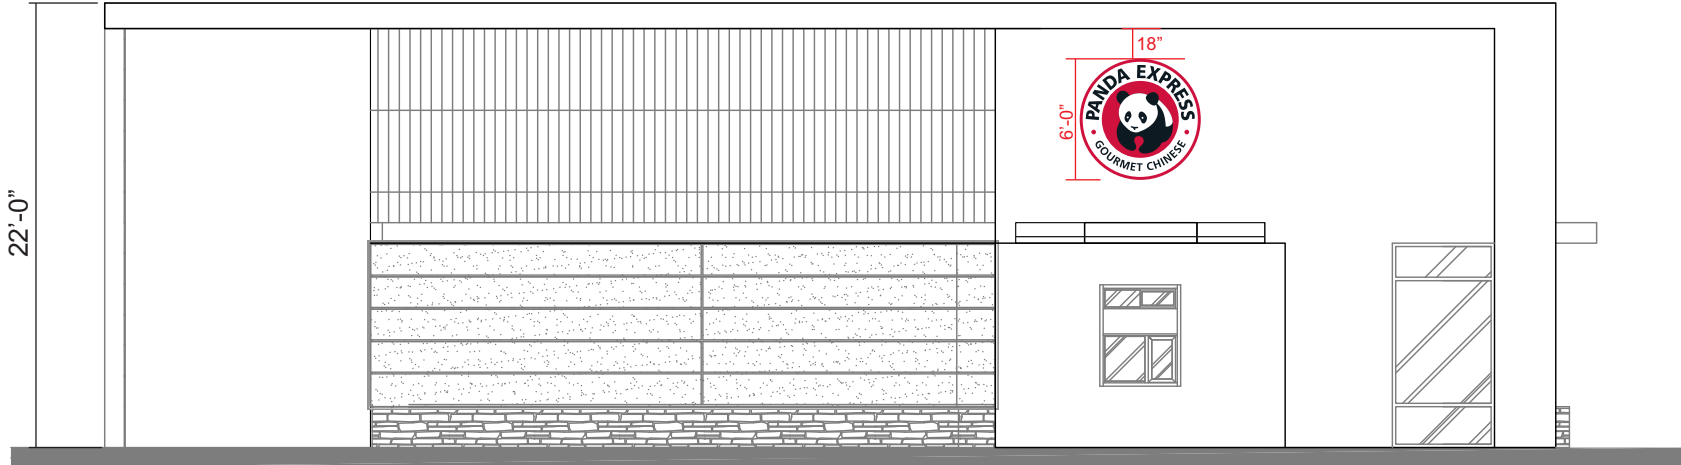 18”
PANDA EXPRESS
6’-0”
GOURMET CHINESE
22’-0”